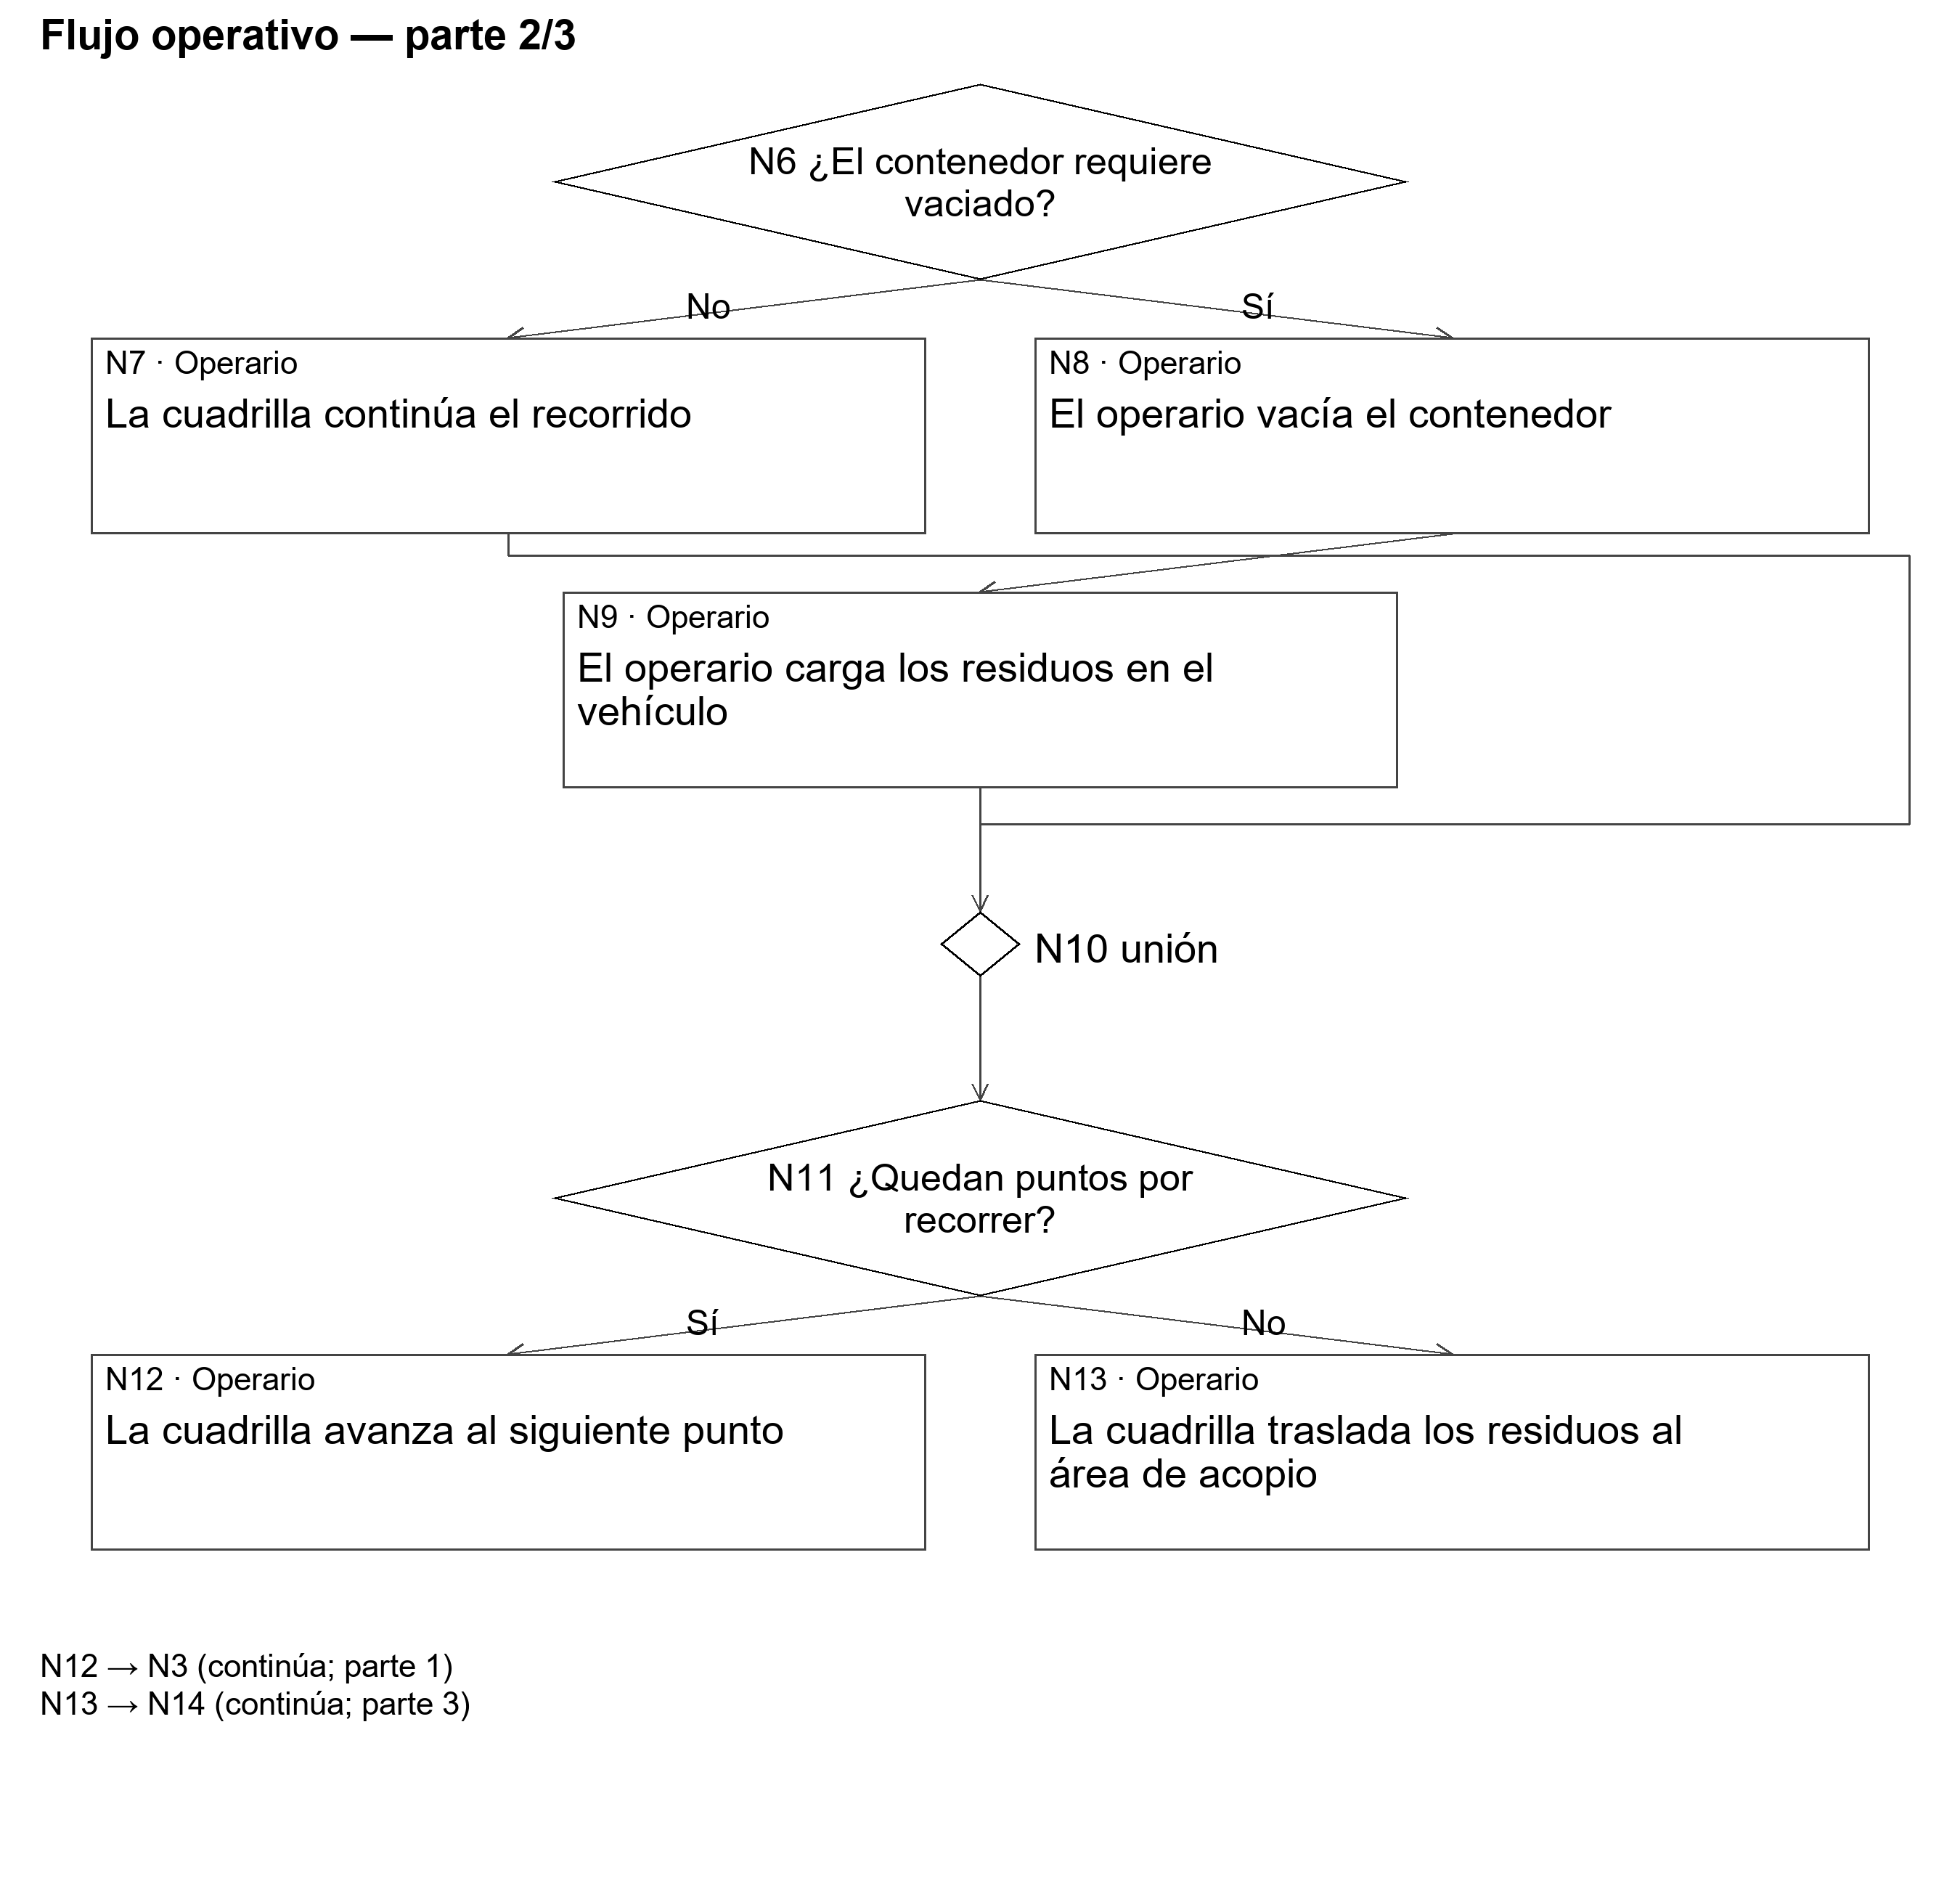 Flujo operativo — parte 2/3
N6 ¿El contenedor requiere
vaciado?
No
Sí
N7 · Operario
La cuadrilla continúa el recorrido
N8 · Operario
El operario vacía el contenedor
N9 · Operario
El operario carga los residuos en el
vehículo
N10 unión
N11 ¿Quedan puntos por
recorrer?
Sí
No
N12 · Operario
La cuadrilla avanza al siguiente punto
N13 · Operario
La cuadrilla traslada los residuos al
área de acopio
N12 → N3 (continúa; parte 1)
N13 → N14 (continúa; parte 3)